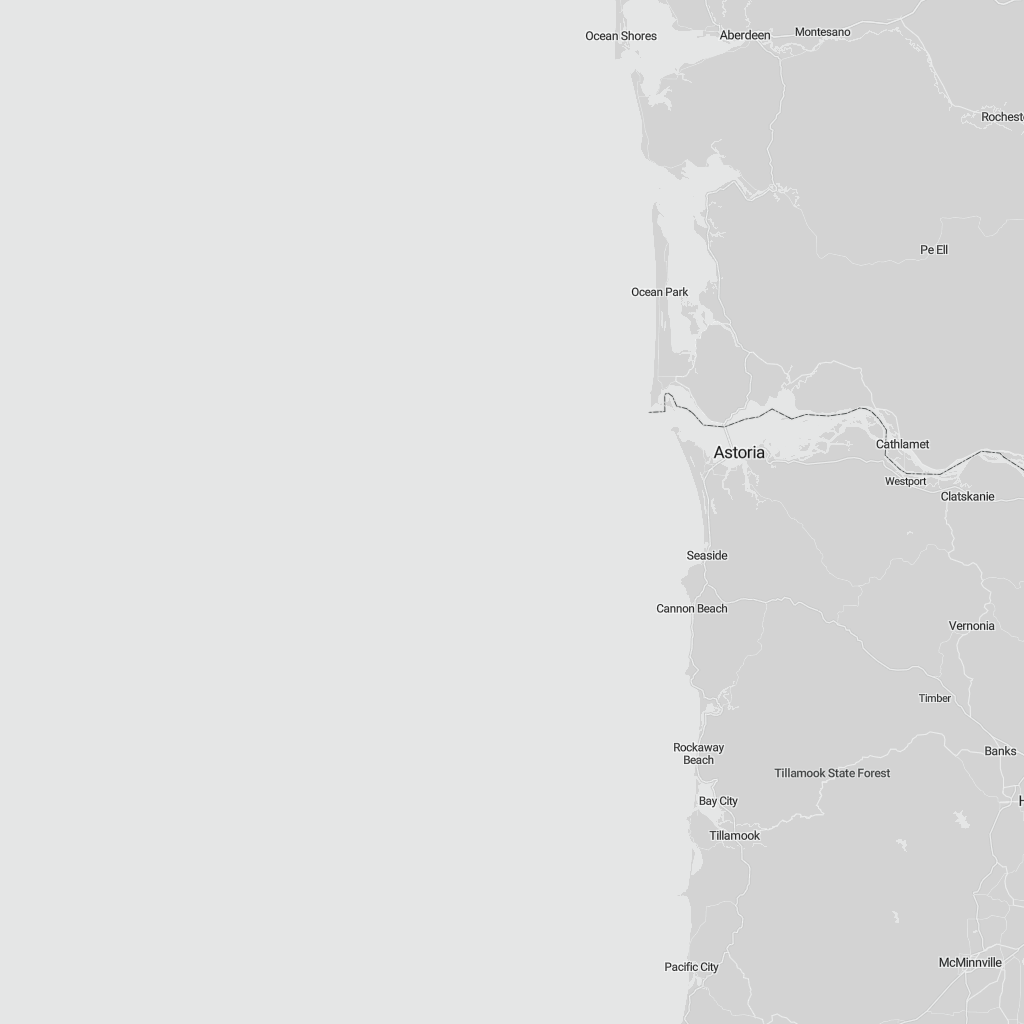 Ocean Shores
Aberdeen
Montesano
Rocheste
Pe Ell
Ocean Park
Cathlamet
Astoria
Westport
Clatskanie
Seaside
Cannon Beach
Vernonia
Timber
Rockaway
Beach
Banks
Tillamook State Forest
Bay City
H
Tillamook
McMinnville
Pacific City